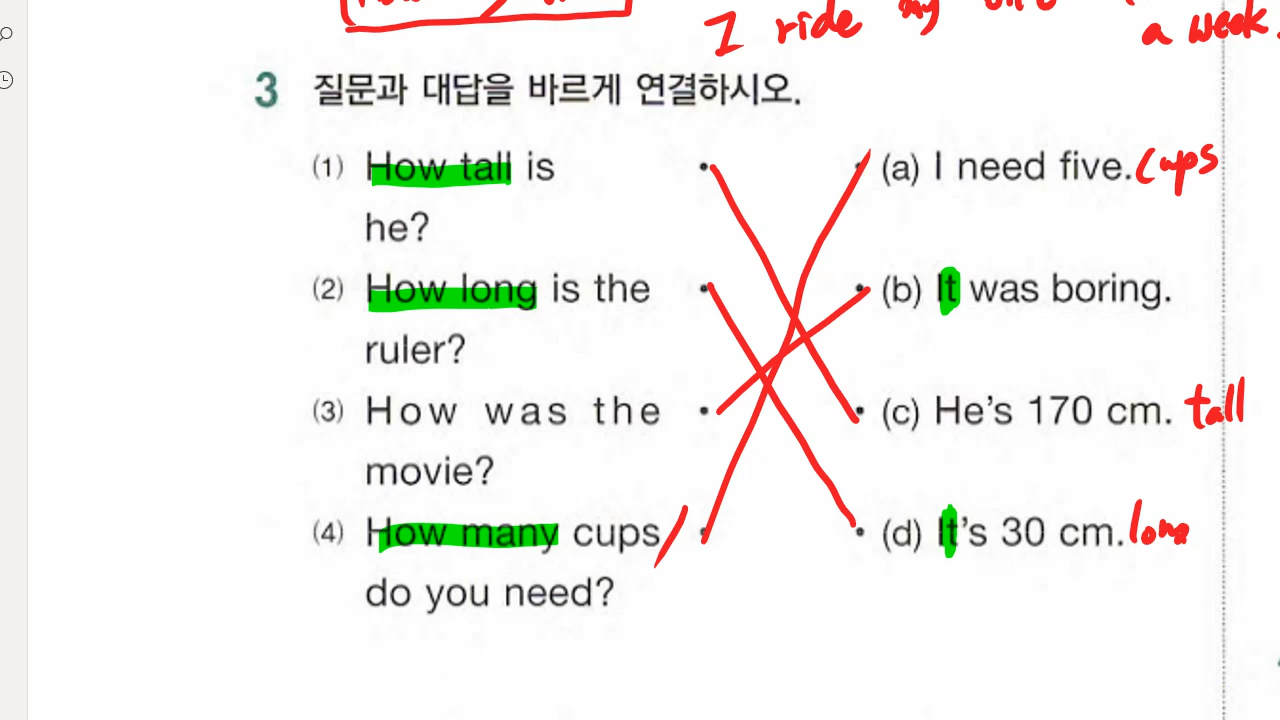 I ride my
a week.
3 질문과 대답을 바르게 연결하시오.
(1) How tall is
he?
(2) How long is the
ruler?
(3) How was the
movie?
(4) How many cups
do you need?
(a) I need five. cups
(b) It was boring.
(c) He's 170 cm. tall
(d) It's 30 cm. long